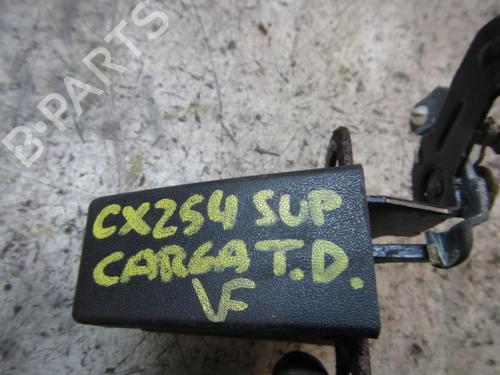 B-PARTS
CX254 SUP
CARGA T.D.
VF